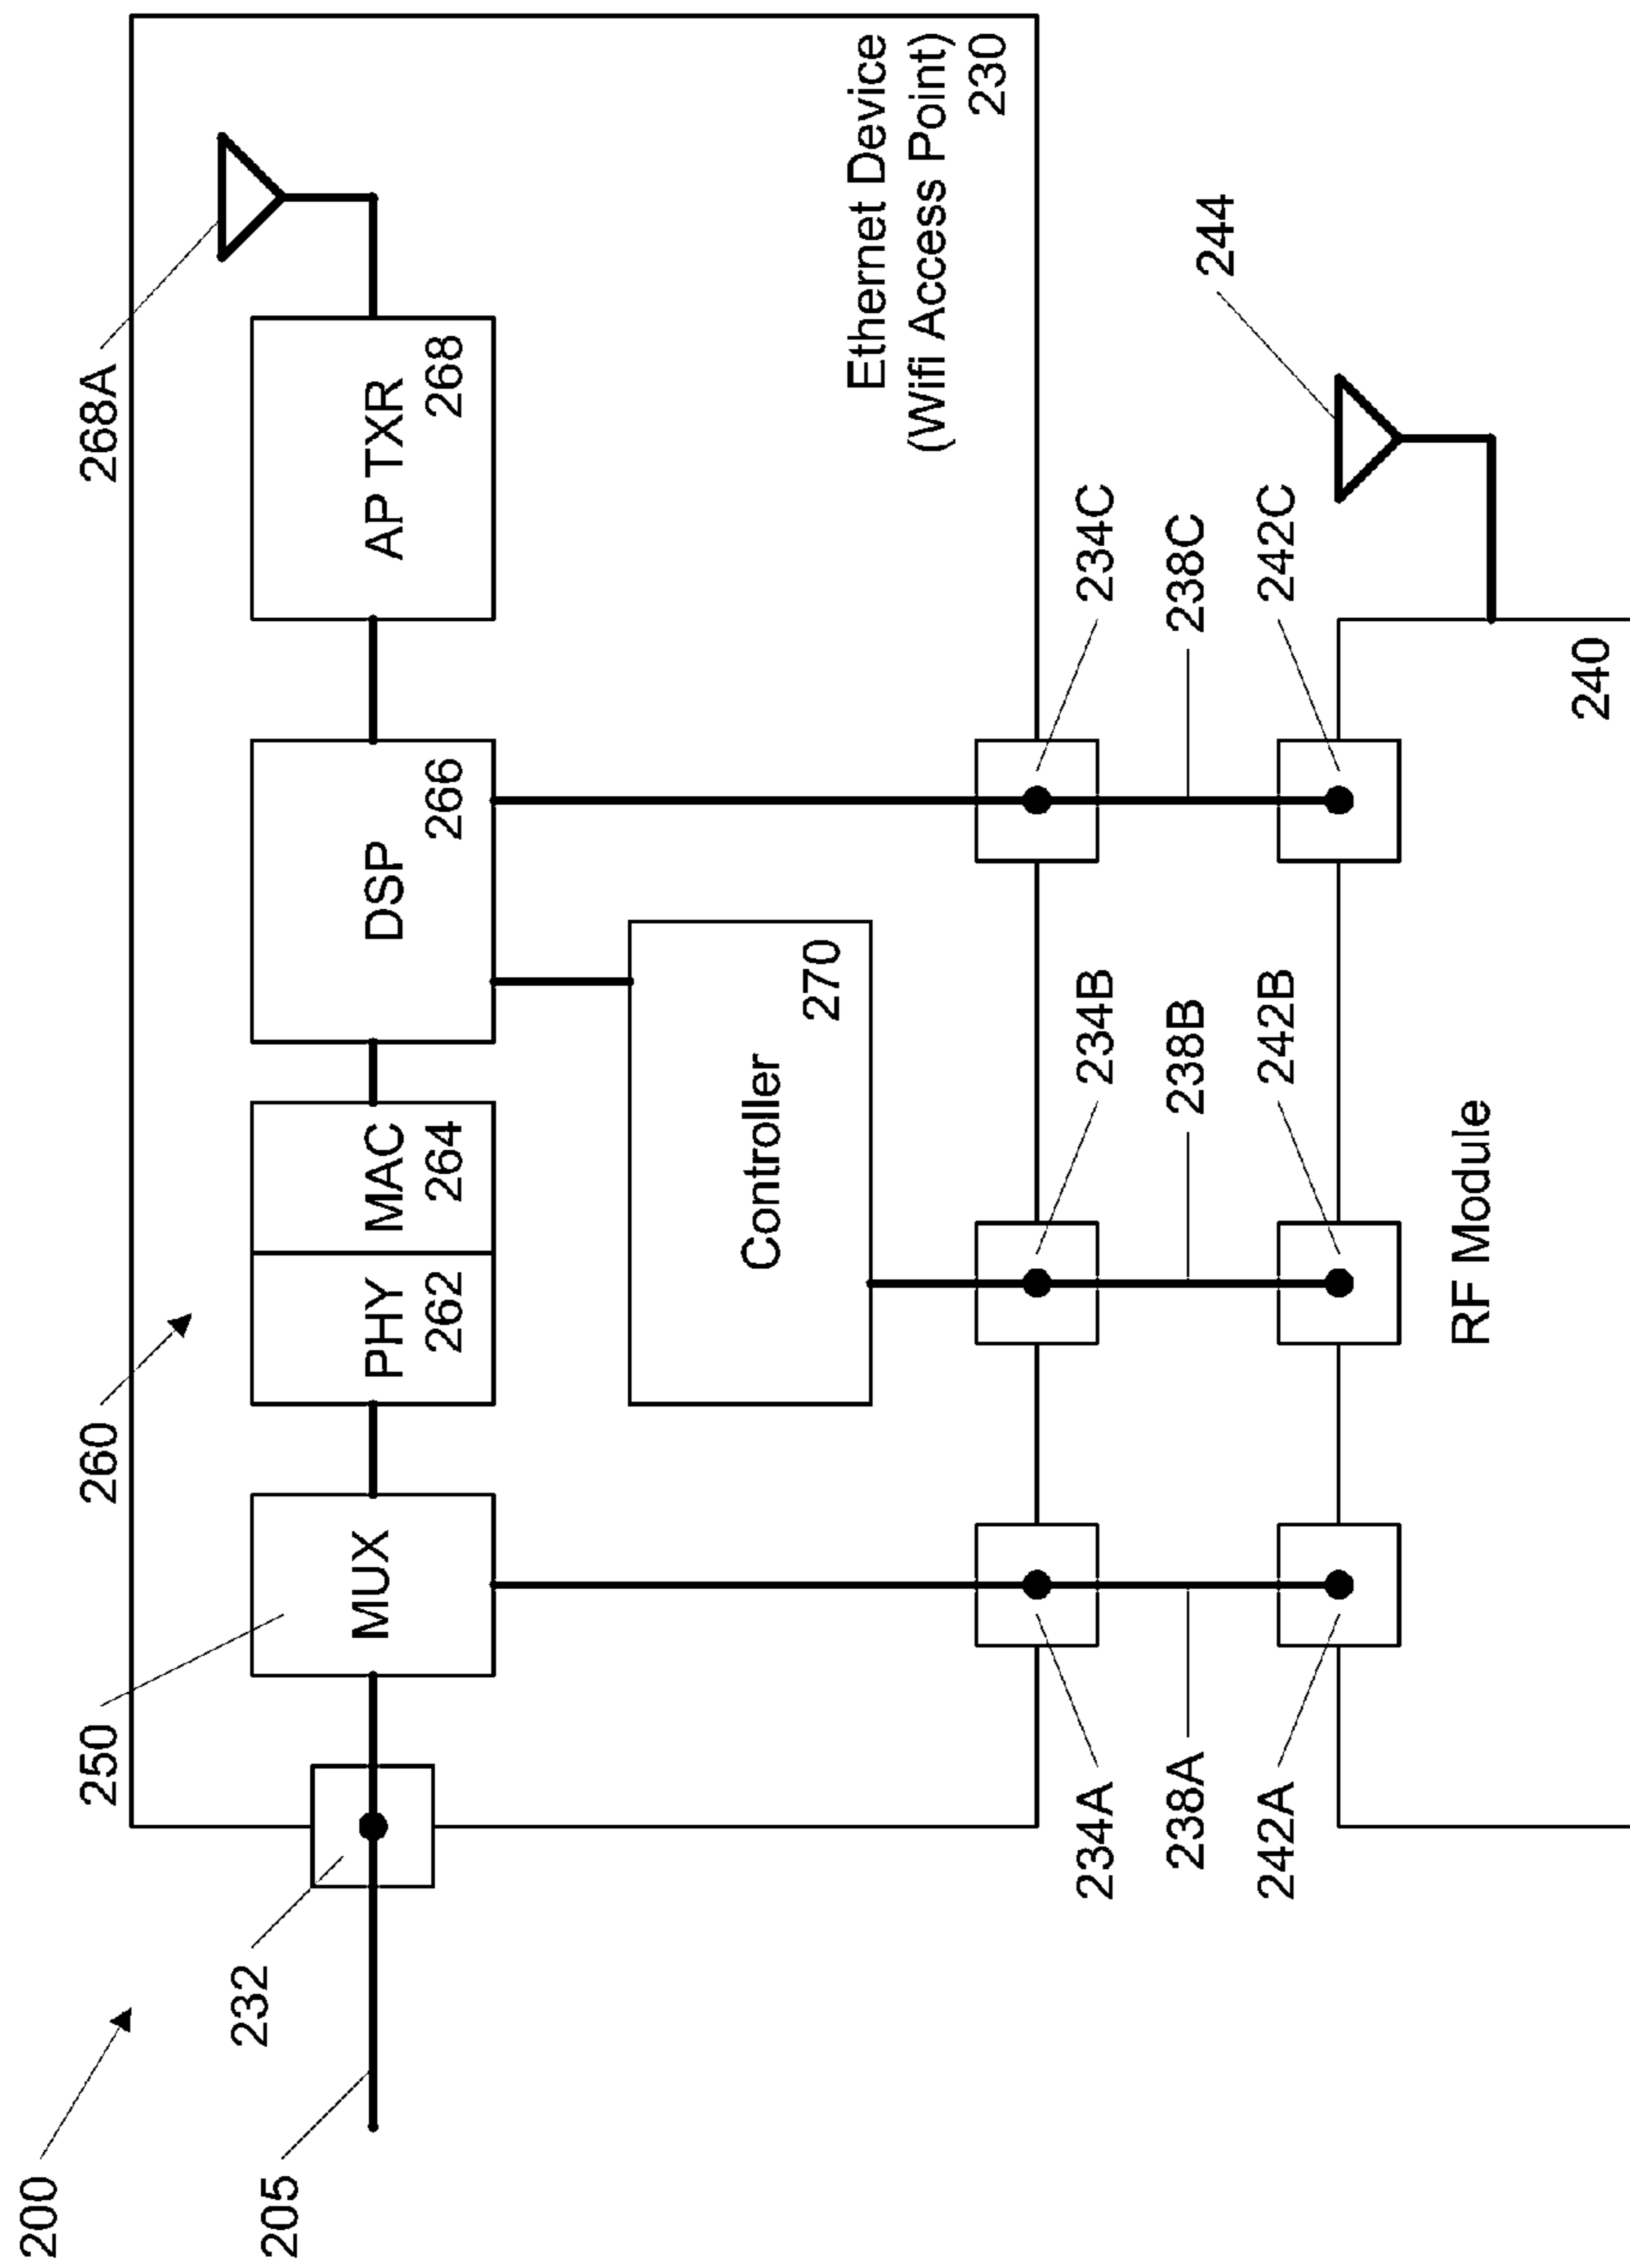 200
205
232
250
260
268A
MUX
PHY
262
MAC
264
DSP
266
AP TXR
268
Controller
270
Ethernet Device
(Wifi Access Point)
230
234A
234B
234C
238A
238B
238C
242A
242B
242C
244
RF Module
240